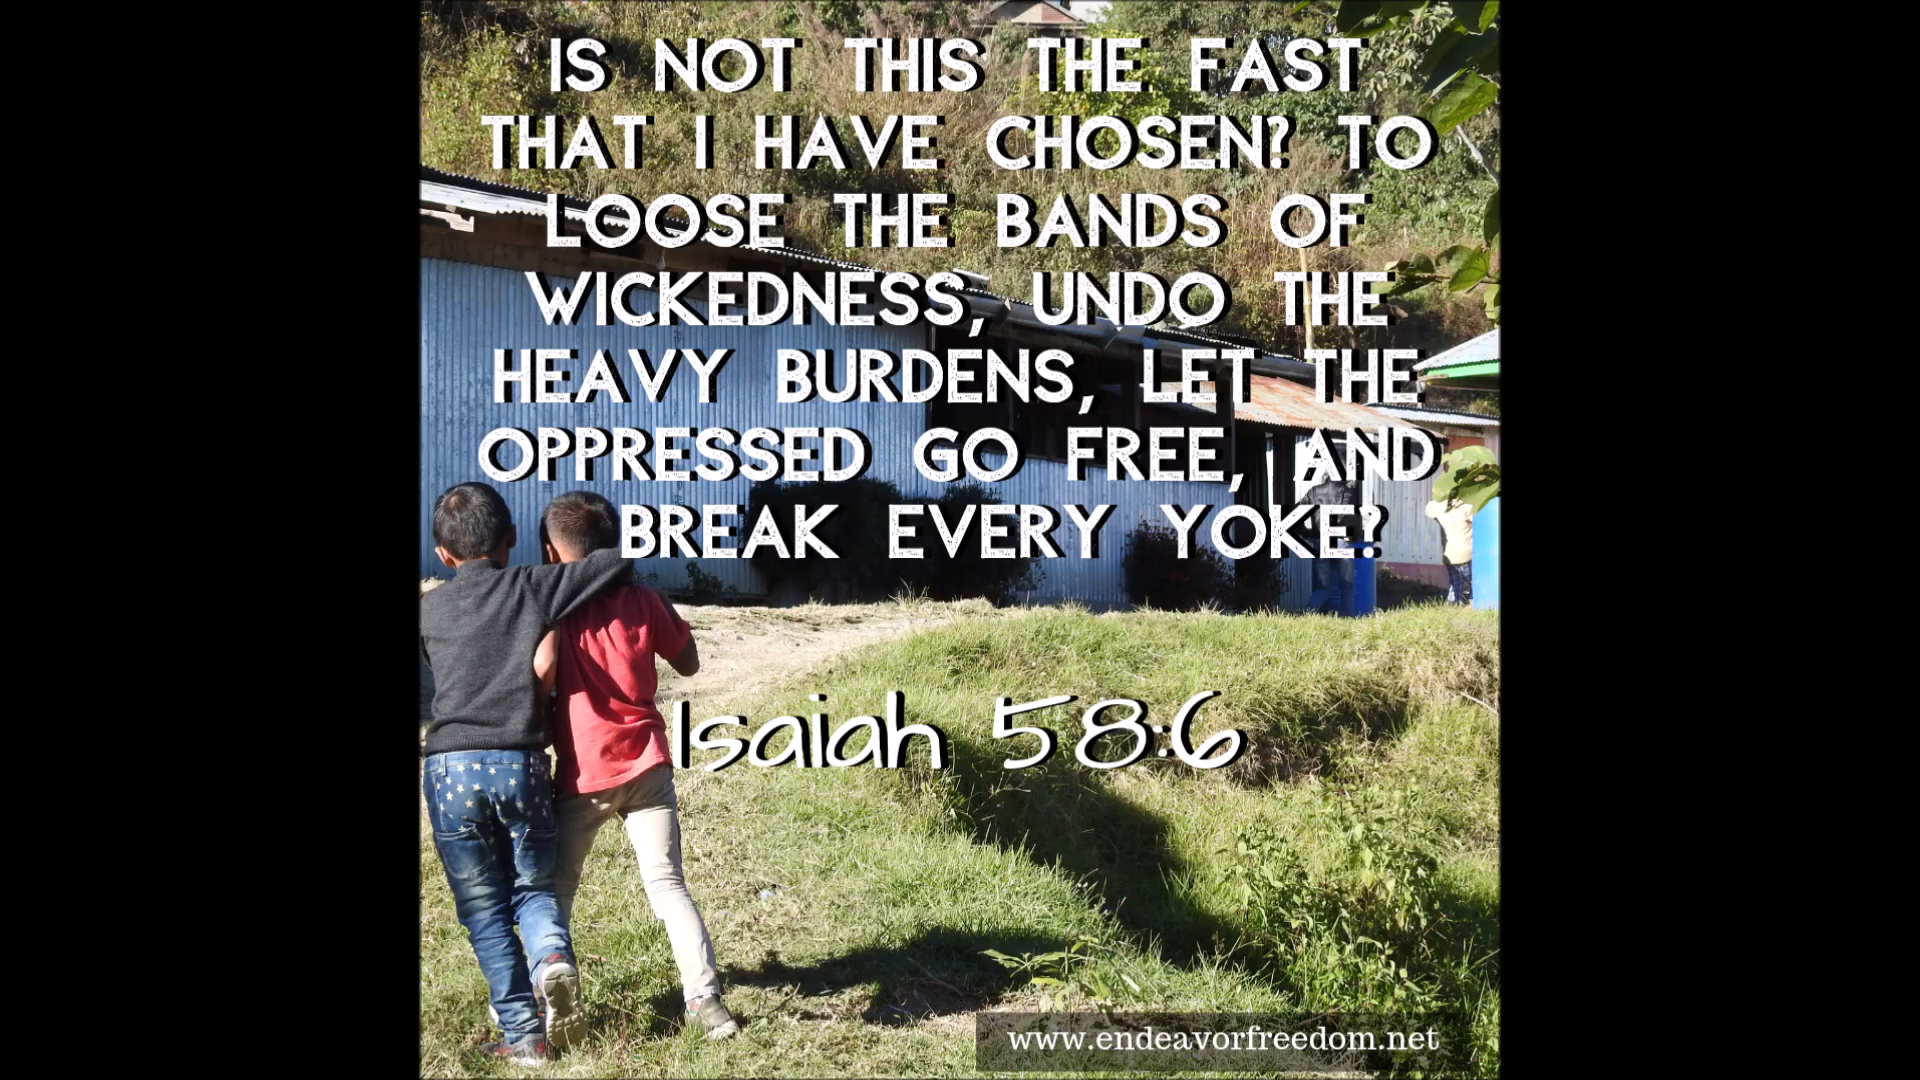 IS NOT THIS THE FAST
THAT I HAVE CHOSEN? TO
LOOSE THE BANDS OF
WICKEDNESS, UNDO THE
HEAVY BURDENS, LET THE
OPPRESSED GO FREE, AND
BREAK EVERY YOKE?
Isaiah 58:6
www.endeavorfreedom.net